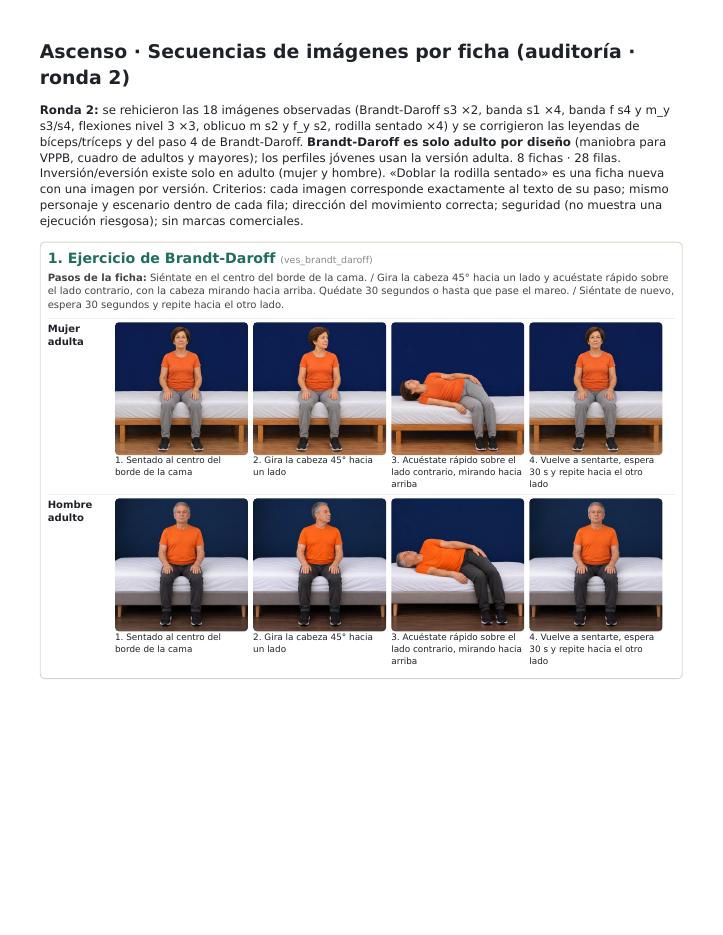 Ascenso · Secuencias de imágenes por ficha (auditoría ·
ronda 2)
Ronda 2: se rehicieron las 18 imágenes observadas (Brandt-Daroff s3 ×2, banda s1 ×4, banda f s4 y m_y
s3/s4, flexiones nivel 3 ×3, oblicuo m s2 y f_y s2, rodilla sentado ×4) y se corrigieron las leyendas de
bíceps/tríceps y del paso 4 de Brandt-Daroff. Brandt-Daroff es solo adulto por diseño (maniobra para
VPPB, cuadro de adultos y mayores); los perfiles jóvenes usan la versión adulta. 8 fichas · 28 filas.
Inversión/eversión existe solo en adulto (mujer y hombre). «Doblar la rodilla sentado» es una ficha nueva
con una imagen por versión. Criterios: cada imagen corresponde exactamente al texto de su paso; mismo
personaje y escenario dentro de cada fila; dirección del movimiento correcta; seguridad (no muestra una
ejecución riesgosa); sin marcas comerciales.
1. Ejercicio de Brandt-Daroff (ves_brandt_daroff)
Pasos de la ficha: Siéntate en el centro del borde de la cama. / Gira la cabeza 45° hacia un lado y acuéstate rápido sobre
el lado contrario, con la cabeza mirando hacia arriba. Quédate 30 segundos o hasta que pase el mareo. / Siéntate de nuevo,
espera 30 segundos y repite hacia el otro lado.
Mujer
adulta
1. Sentado al centro del
borde de la cama
2. Gira la cabeza 45° hacia
un lado
3. Acuéstate rápido sobre el
lado contrario, mirando hacia
arriba
4. Vuelve a sentarte, espera
30 s y repite hacia el otro
lado
Hombre
adulto
1. Sentado al centro del
borde de la cama
2. Gira la cabeza 45° hacia
un lado
3. Acuéstate rápido sobre el
lado contrario, mirando hacia
arriba
4. Vuelve a sentarte, espera
30 s y repite hacia el otro
lado